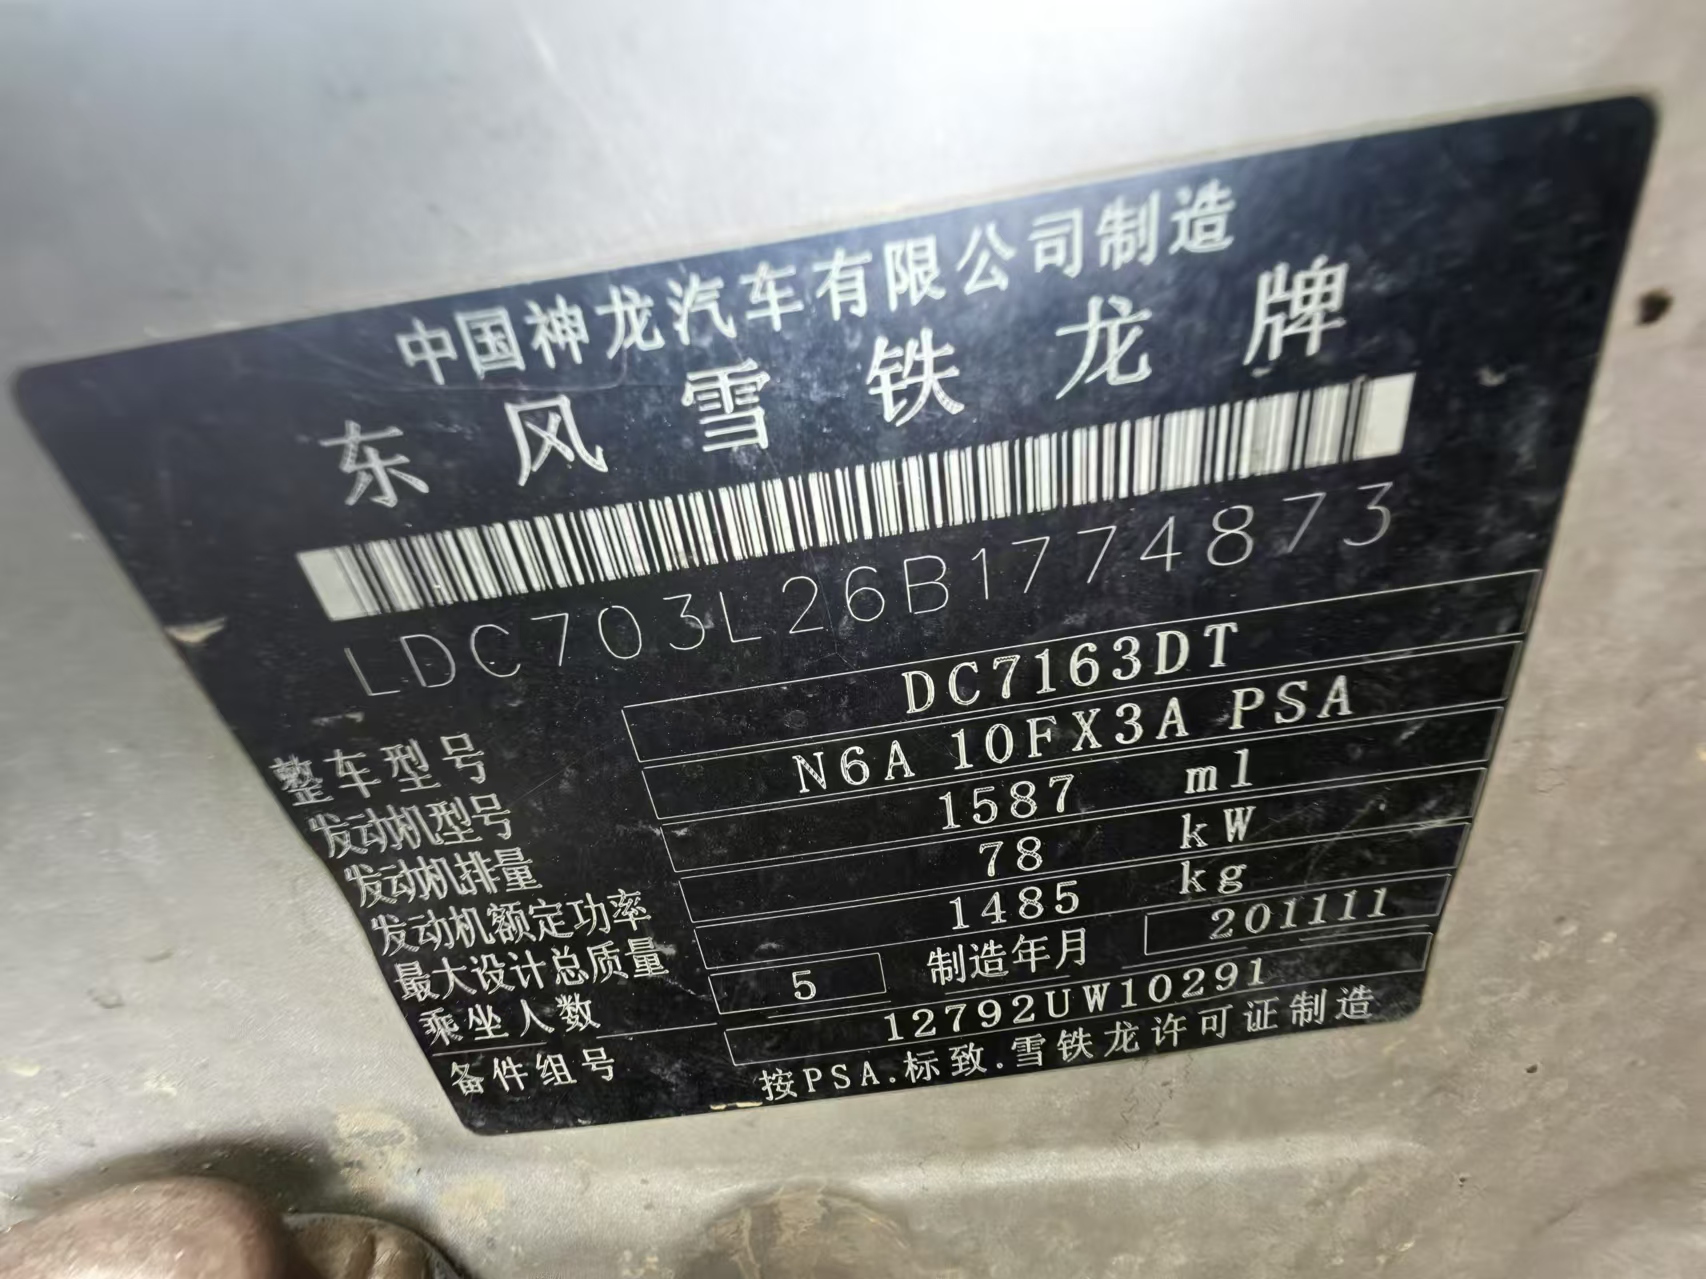 中国神龙汽车有限公司制造
东风雪铁龙牌
LDC703L26B1774873
整车型号 DC7163DT
发动机型号 N6A 10FX3A PSA
发动机排量 1587 ml
发动机额定功率 78 kW
最大设计总质量 1485 kg
乘坐人数 5 制造年月 201111
备件组号 12792UW10291
按PSA.标致.雪铁龙许可证制造